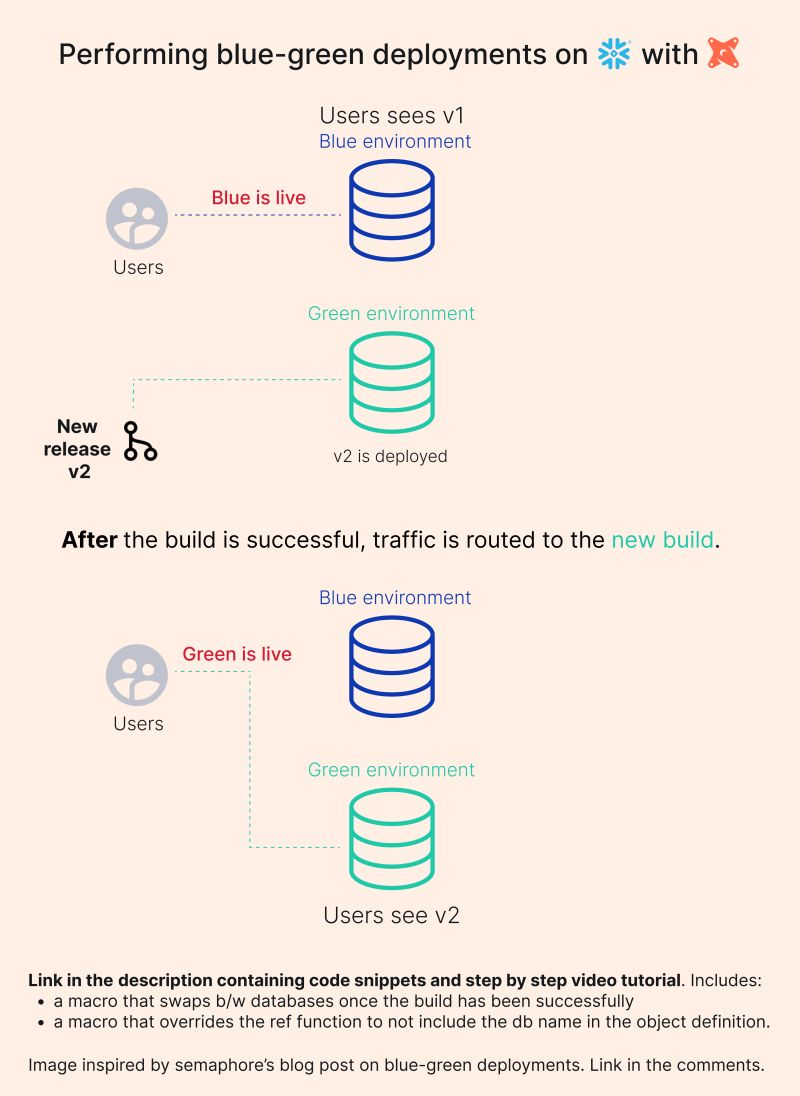 Performing blue-green deployments on with
Users sees v1
Blue environment
Blue is live
Users
Green environment
New
release
v2
v2 is deployed
After the build is successful, traffic is routed to the new build.
Blue environment
Green is live
Users
Green environment
Users see v2
Link in the description containing code snippets and step by step video tutorial. Includes:
• a macro that swaps b/w databases once the build has been successfully
• a macro that overrides the ref function to not include the db name in the object definition.
Image inspired by semaphore’s blog post on blue-green deployments. Link in the comments.